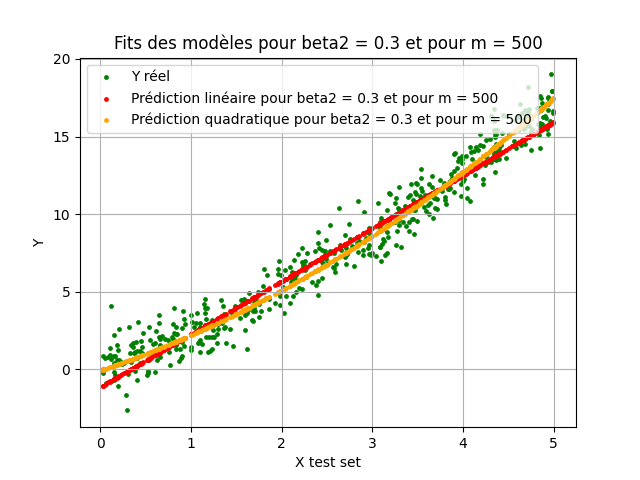 Fits des modèles pour beta2 = 0.3 et pour m = 500
Y réel
Prédiction linéaire pour beta2 = 0.3 et pour m = 500
Prédiction quadratique pour beta2 = 0.3 et pour m = 500
20
15
10
5
0
Y
0 1 2 3 4 5
X test set